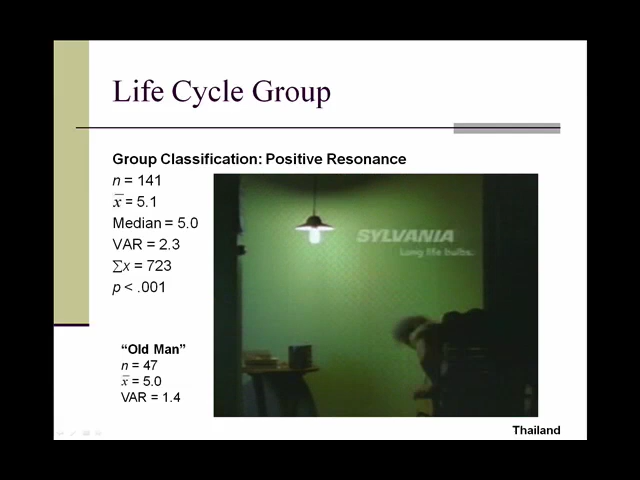 Life Cycle Group
Group Classification: Positive Resonance
n = 141
x̅ = 5.1
Median = 5.0
VAR = 2.3
∑x = 723
p < .001
SYLVANIA
Long life bulbs.
“Old Man”
n = 47
x̅ = 5.0
VAR = 1.4
Thailand